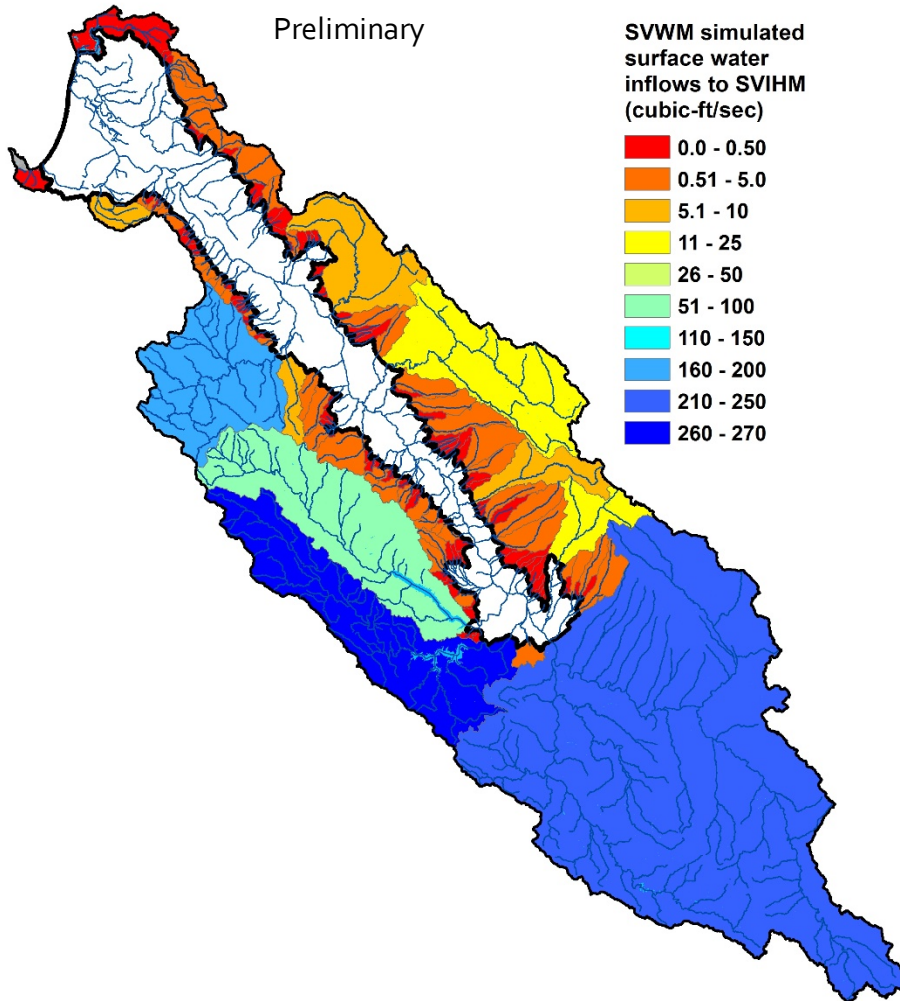 Preliminary
SVWM simulated
surface water
inflows to SVIHM
(cubic-ft/sec)
0.0 - 0.50
0.51 - 5.0
5.1 - 10
11 - 25
26 - 50
51 - 100
110 - 150
160 - 200
210 - 250
260 - 270